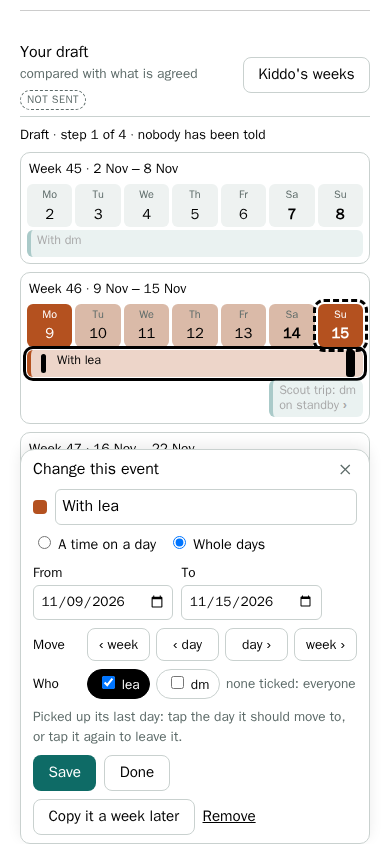 Your draft
compared with what is agreed
NOT SENT
Kiddo's weeks
Draft · step 1 of 4 · nobody has been told
Week 45 · 2 Nov – 8 Nov
Mo Tu We Th Fr Sa Su
2 3 4 5 6 7 8
With dm
Week 46 · 9 Nov – 15 Nov
Mo Tu We Th Fr Sa Su
9 10 11 12 13 14 15
With lea
Scout trip: dm
on standby ›
Week 47 · 16 Nov – 22 Nov
Change this event
×
With lea
A time on a day Whole days
From To
11/09/2026 11/15/2026
Move ‹ week ‹ day day › week ›
Who lea dm none ticked: everyone
Picked up its last day: tap the day it should move to,
or tap it again to leave it.
Save Done
Copy it a week later Remove